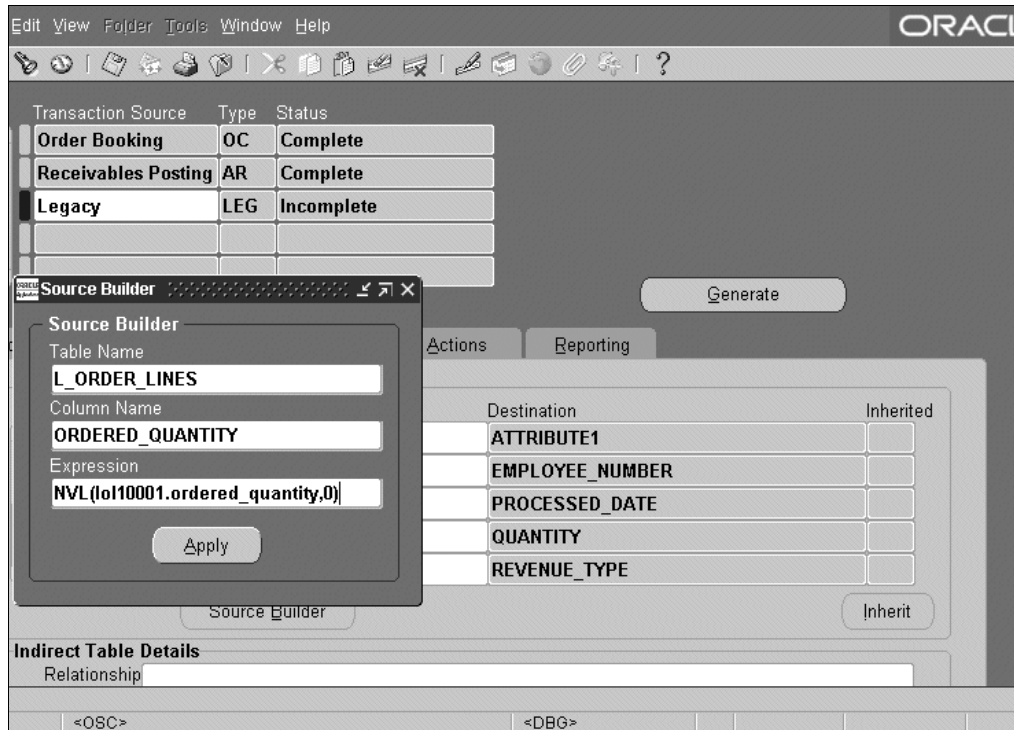 Edit View Folder Tools Window Help
ORACL
Transaction Source Type Status
Order Booking OC Complete
Receivables Posting AR Complete
Legacy LEG Incomplete
Source Builder
Generate
Source Builder
Table Name
L_ORDER_LINES
Column Name
ORDERED_QUANTITY
Expression
NVL(lol10001.ordered_quantity,0)
Apply
Actions Reporting
Destination Inherited
ATTRIBUTE1
EMPLOYEE_NUMBER
PROCESSED_DATE
QUANTITY
REVENUE_TYPE
Source Builder Inherit
Indirect Table Details
Relationship
<OSC> <DBG>